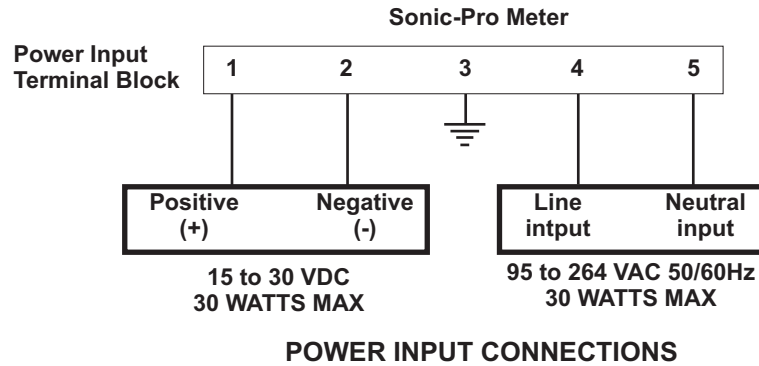 Sonic-Pro Meter
Power Input
Terminal Block
1 2 3 4 5
Positive
(+)
Negative
(-)
Line
intput
Neutral
input
15 to 30 VDC
30 WATTS MAX
95 to 264 VAC 50/60Hz
30 WATTS MAX
POWER INPUT CONNECTIONS